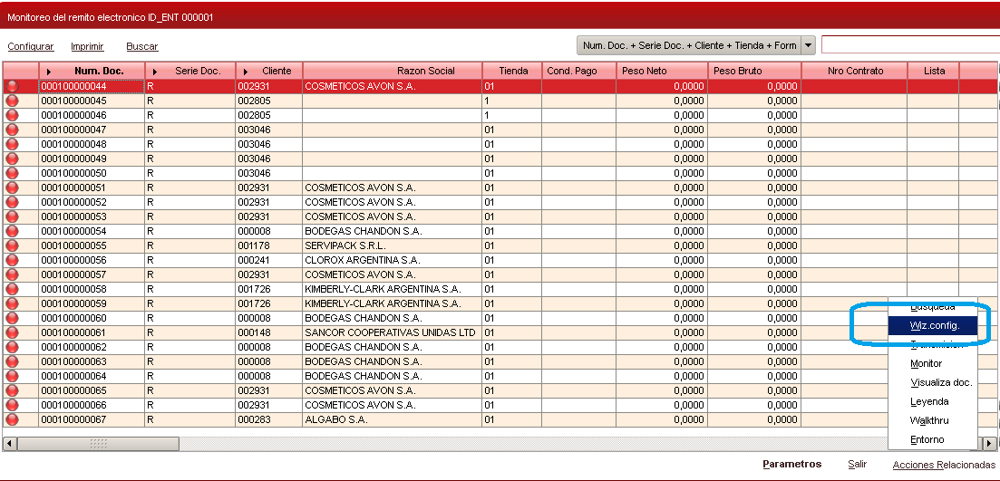 Monitoreo del remito electronico ID_ENT 000001
Configurar Imprimir Buscar Num. Doc. + Serie Doc. + Cliente + Tienda + Form
Num. Doc. Serie Doc. Cliente Razon Social Tienda Cond. Pago Peso Neto Peso Bruto Nro Contrato Lista
000100000044 R 002931 COSMETICOS AVON S.A. 01 0,0000 0,0000
000100000045 R 002805 1 0,0000 0,0000
000100000046 R 002805 1 0,0000 0,0000
000100000047 R 003046 01 0,0000 0,0000
000100000048 R 003046 01 0,0000 0,0000
000100000049 R 003046 01 0,0000 0,0000
000100000050 R 003046 01 0,0000 0,0000
000100000051 R 002931 COSMETICOS AVON S.A. 01 0,0000 0,0000
000100000052 R 002931 COSMETICOS AVON S.A. 01 0,0000 0,0000
000100000053 R 002931 COSMETICOS AVON S.A. 01 0,0000 0,0000
000100000054 R 000008 BODEGAS CHANDON S.A. 01 0,0000 0,0000
000100000055 R 001178 SERVIPACK S.R.L. 01 0,0000 0,0000
000100000056 R 000241 CLOROX ARGENTINA S.A. 01 0,0000 0,0000
000100000057 R 002931 COSMETICOS AVON S.A. 01 0,0000 0,0000
000100000058 R 001726 KIMBERLY-CLARK ARGENTINA S.A. 01 0,0000 0,0000
000100000059 R 001726 KIMBERLY-CLARK ARGENTINA S.A. 01 0,0000 0,0000
000100000060 R 000008 BODEGAS CHANDON S.A. 01 0,0000 0,0000
000100000061 R 000148 SANCOR COOPERATIVAS UNIDAS LTD 01 0,0000 0,0000
000100000062 R 000008 BODEGAS CHANDON S.A. 01 0,0000 0,0000
000100000063 R 000008 BODEGAS CHANDON S.A. 01 0,0000 0,0000
000100000064 R 000008 BODEGAS CHANDON S.A. 01 0,0000 0,0000
000100000065 R 002931 COSMETICOS AVON S.A. 01 0,0000 0,0000
000100000066 R 002931 COSMETICOS AVON S.A. 01 0,0000 0,0000
000100000067 R 000283 ALGABO S.A. 01 0,0000 0,0000
Busqueda
Wiz.config.
Transmision
Monitor
Visualiza doc.
Leyenda
Walkthru
Entorno
Parametros Salir Acciones Relacionadas